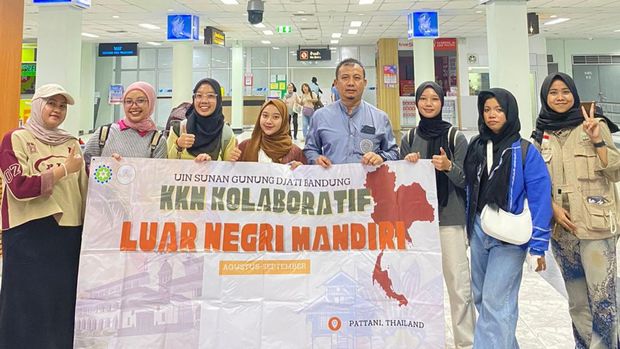 UIN SUNAN GUNUNG DJATI BANDUNG
KKN KOLABORATIF
LUAR NEGRI MANDIRI
AGUSTUS-SEPTEMBER
PATTANI, THAILAND